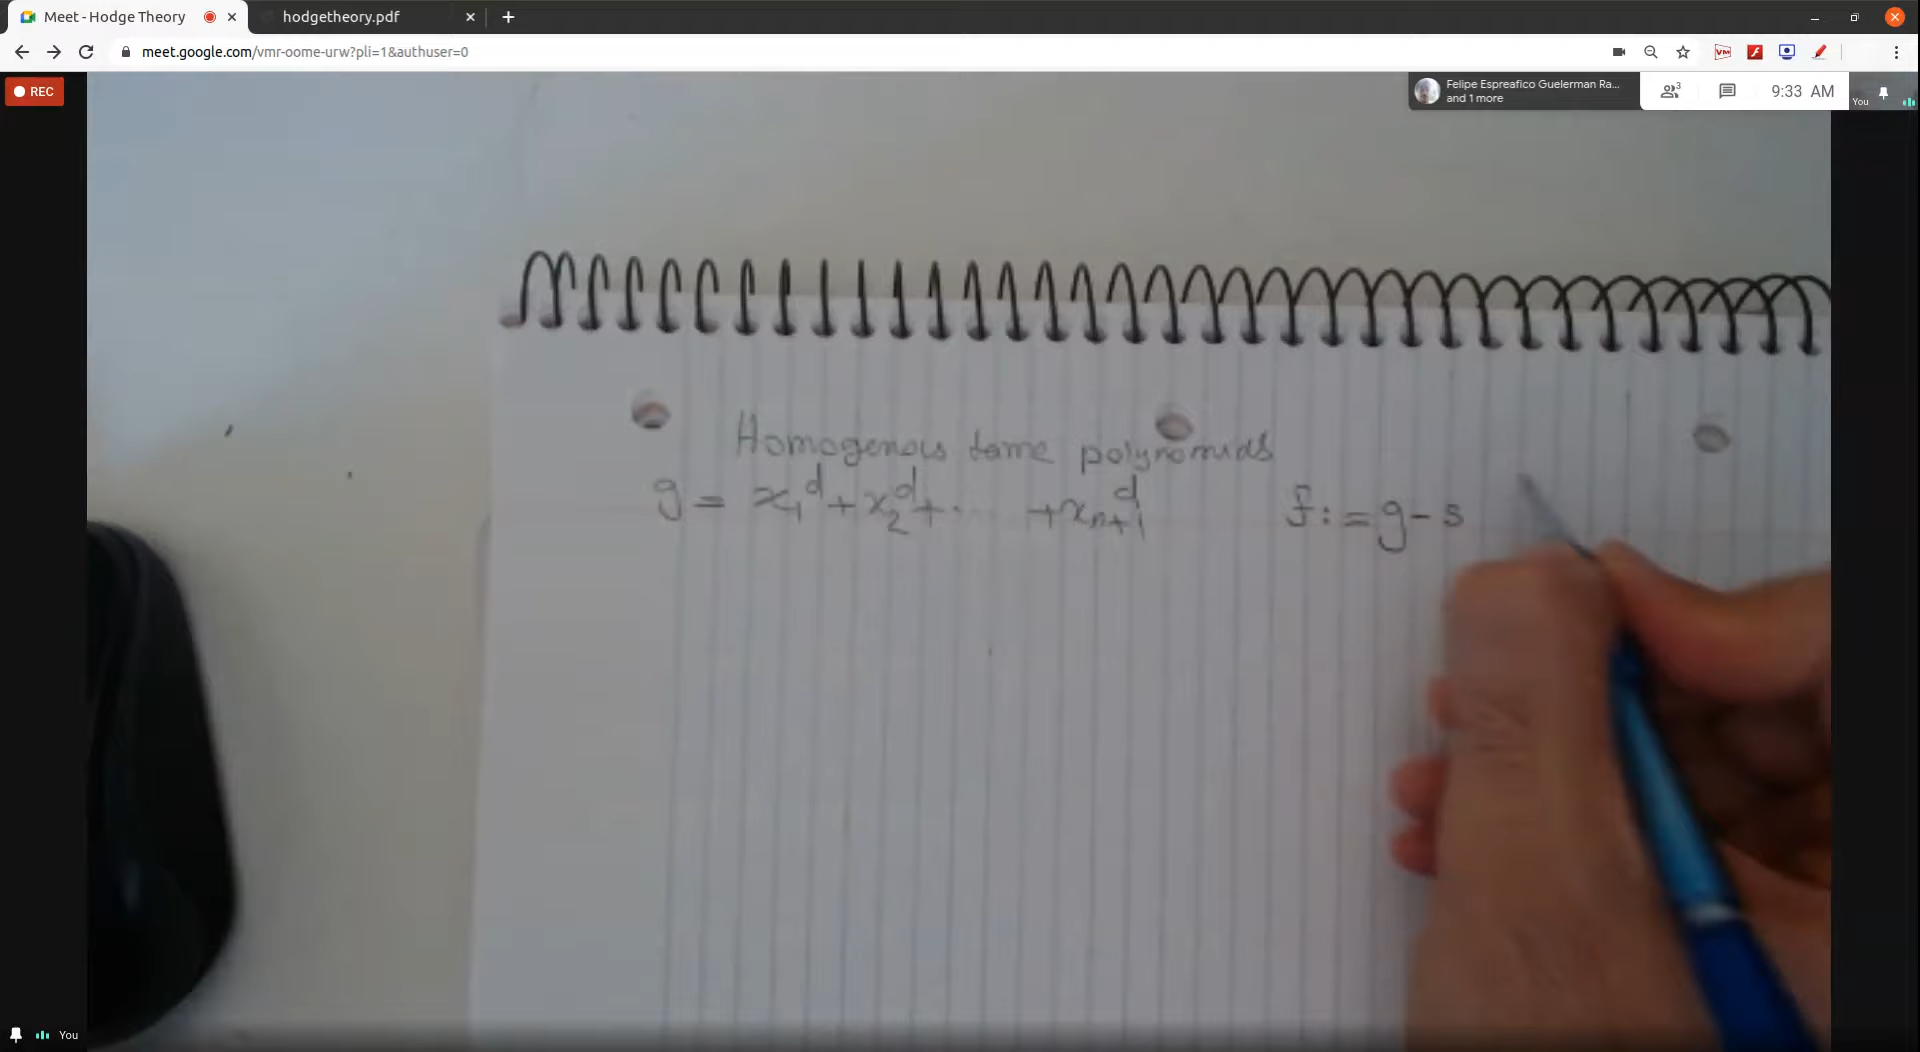 Meet - Hodge Theory
hodgetheory.pdf
meet.google.com/vmr-oome-urw?pli=1&authuser=0
REC
Felipe Espreafico Guelerman Ra...
and 1 more
3
9:33 AM
You
Homogenous tame polynomials
g = x_1^d + x_2^d + ... + x_{n+1}^d f := g - s
You